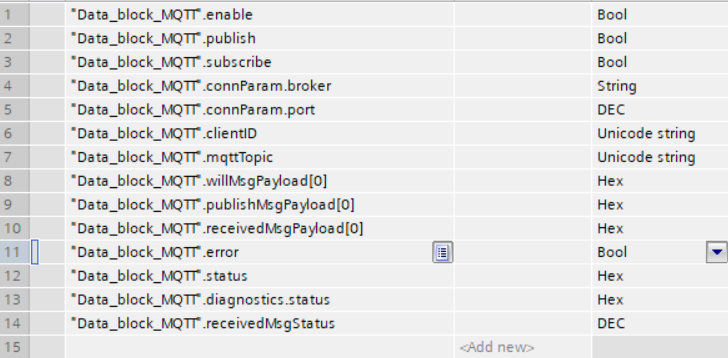 1 "Data_block_MQTT".enable Bool
2 "Data_block_MQTT".publish Bool
3 "Data_block_MQTT".subscribe Bool
4 "Data_block_MQTT".connParam.broker String
5 "Data_block_MQTT".connParam.port DEC
6 "Data_block_MQTT".clientID Unicode string
7 "Data_block_MQTT".mqttTopic Unicode string
8 "Data_block_MQTT".willMsgPayload[0] Hex
9 "Data_block_MQTT".publishMsgPayload[0] Hex
10 "Data_block_MQTT".receivedMsgPayload[0] Hex
11 "Data_block_MQTT".error Bool
12 "Data_block_MQTT".status Hex
13 "Data_block_MQTT".diagnostics.status Hex
14 "Data_block_MQTT".receivedMsgStatus DEC
15 <Add new>